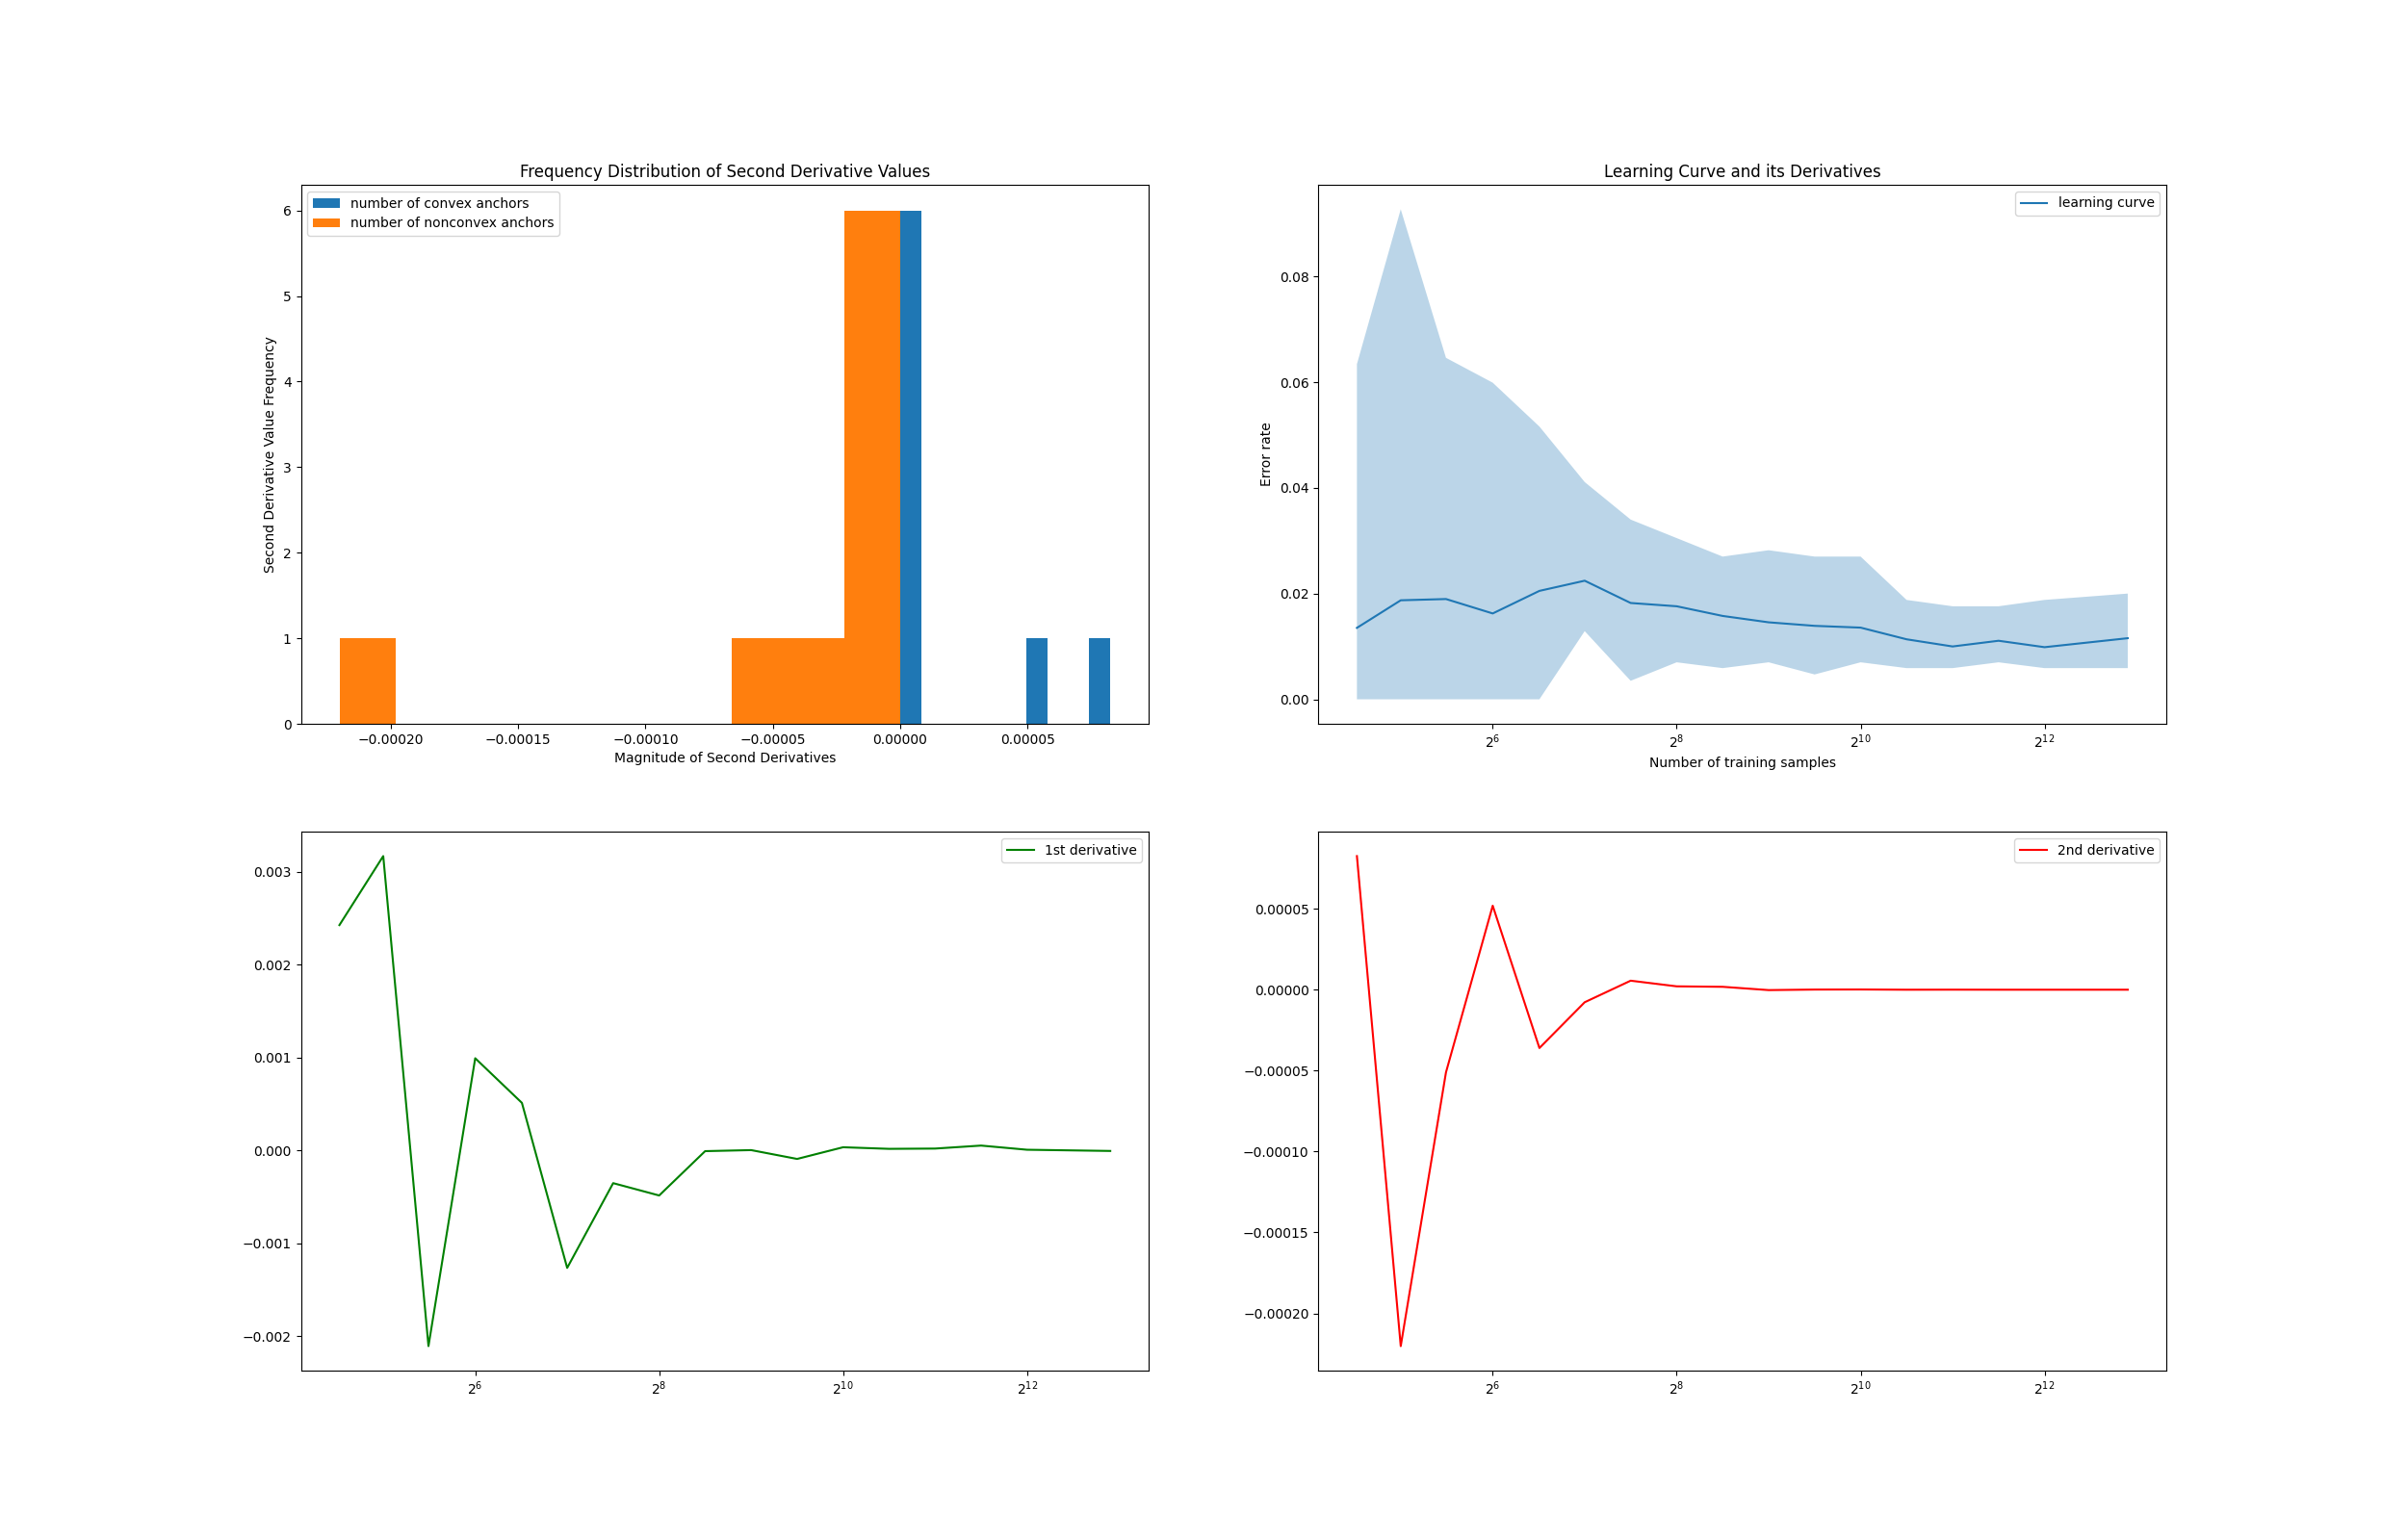 Frequency Distribution of Second Derivative Values
number of convex anchors
number of nonconvex anchors
6
5
4
3
2
1
0
Second Derivative Value Frequency
−0.00020 −0.00015 −0.00010 −0.00005 0.00000 0.00005
Magnitude of Second Derivatives
Learning Curve and its Derivatives
learning curve
0.08
0.06
0.04
0.02
0.00
Error rate
2^6 2^8 2^10 2^12
Number of training samples
1st derivative
0.003
0.002
0.001
0.000
−0.001
−0.002
2^6 2^8 2^10 2^12
2nd derivative
0.00005
0.00000
−0.00005
−0.00010
−0.00015
−0.00020
2^6 2^8 2^10 2^12